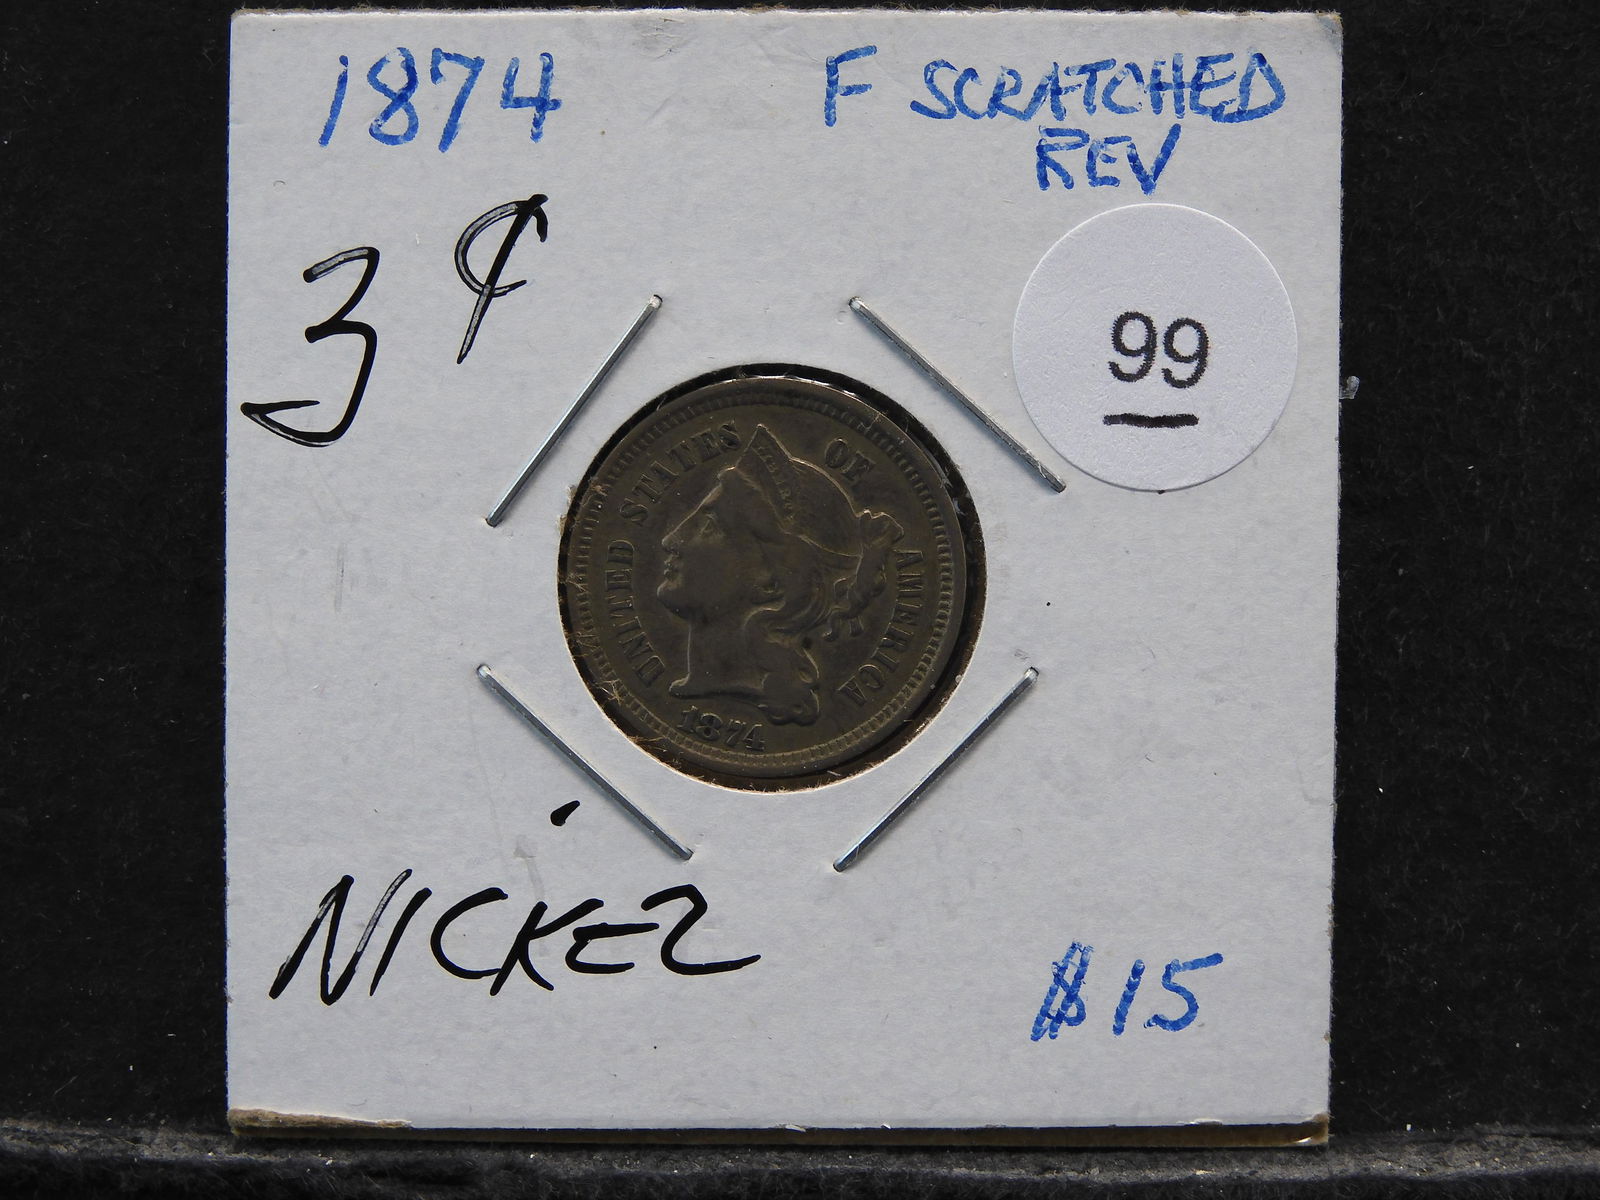 1874
F SCRATCHED
REV
3¢
99
UNITED STATES OF AMERICA
1874
NICKEL
$15